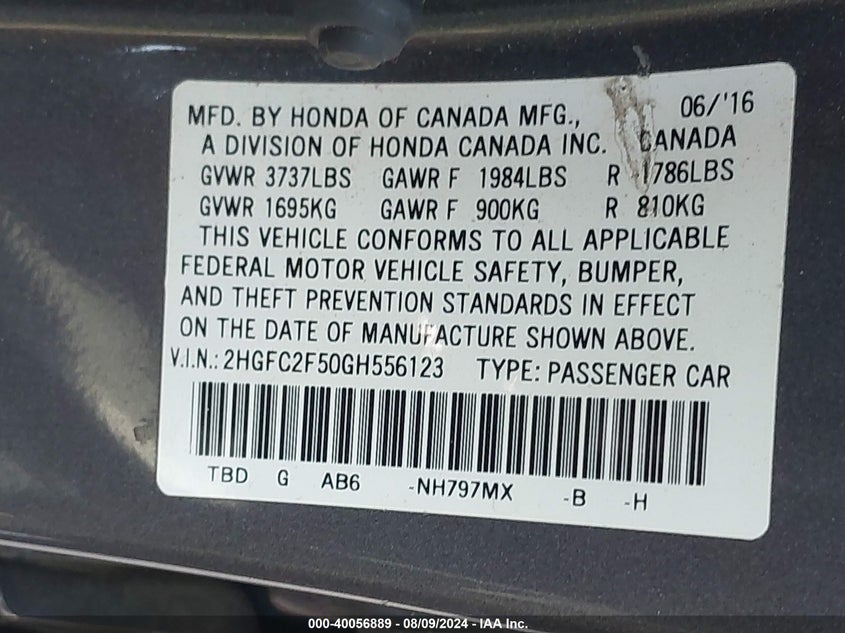 06/'16
MFD. BY HONDA OF CANADA MFG.,
A DIVISION OF HONDA CANADA INC. CANADA
GVWR 3737LBS GAWR F 1984LBS R 1786LBS
GVWR 1695KG GAWR F 900KG R 810KG
THIS VEHICLE CONFORMS TO ALL APPLICABLE
FEDERAL MOTOR VEHICLE SAFETY, BUMPER,
AND THEFT PREVENTION STANDARDS IN EFFECT
ON THE DATE OF MANUFACTURE SHOWN ABOVE.
V.I.N.: 2HGFC2F50GH556123 TYPE: PASSENGER CAR
TBD G AB6 -NH797MX -B -H
000-40056889 - 08/09/2024 - IAA Inc.